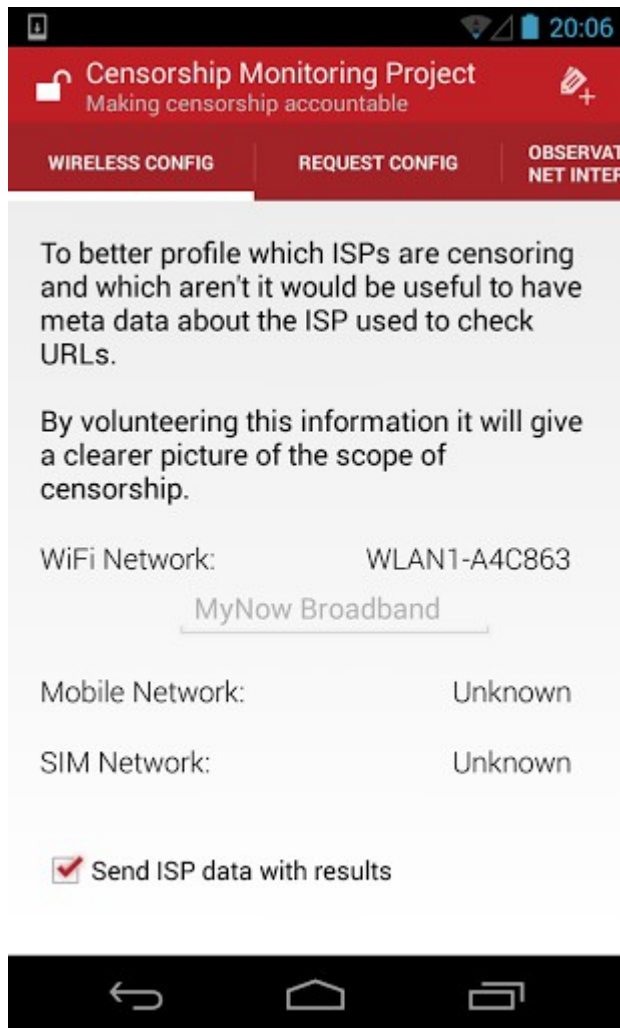 20:06
Censorship Monitoring Project
Making censorship accountable
WIRELESS CONFIG
REQUEST CONFIG
OBSERVAT
NET INTER
To better profile which ISPs are censoring
and which aren't it would be useful to have
meta data about the ISP used to check
URLs.
By volunteering this information it will give
a clearer picture of the scope of
censorship.
WiFi Network: WLAN1-A4C863
MyNow Broadband
Mobile Network: Unknown
SIM Network: Unknown
Send ISP data with results